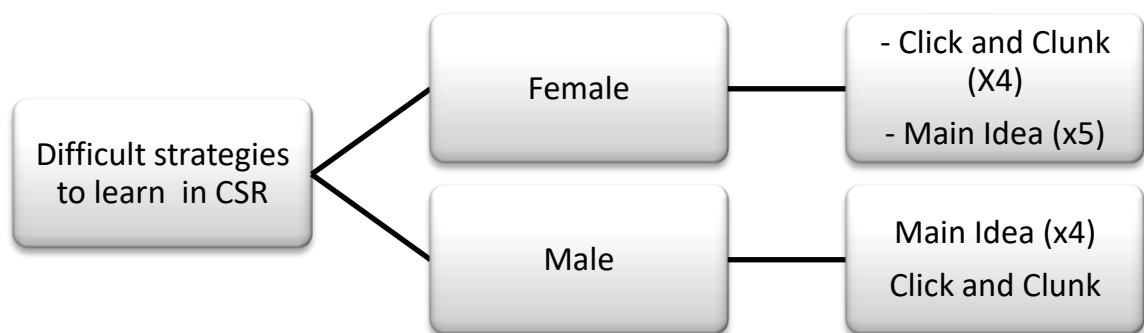 Difficult strategies
to learn in CSR
Female
- Click and Clunk
(X4)
- Main Idea (x5)
Male
Main Idea (x4)
Click and Clunk